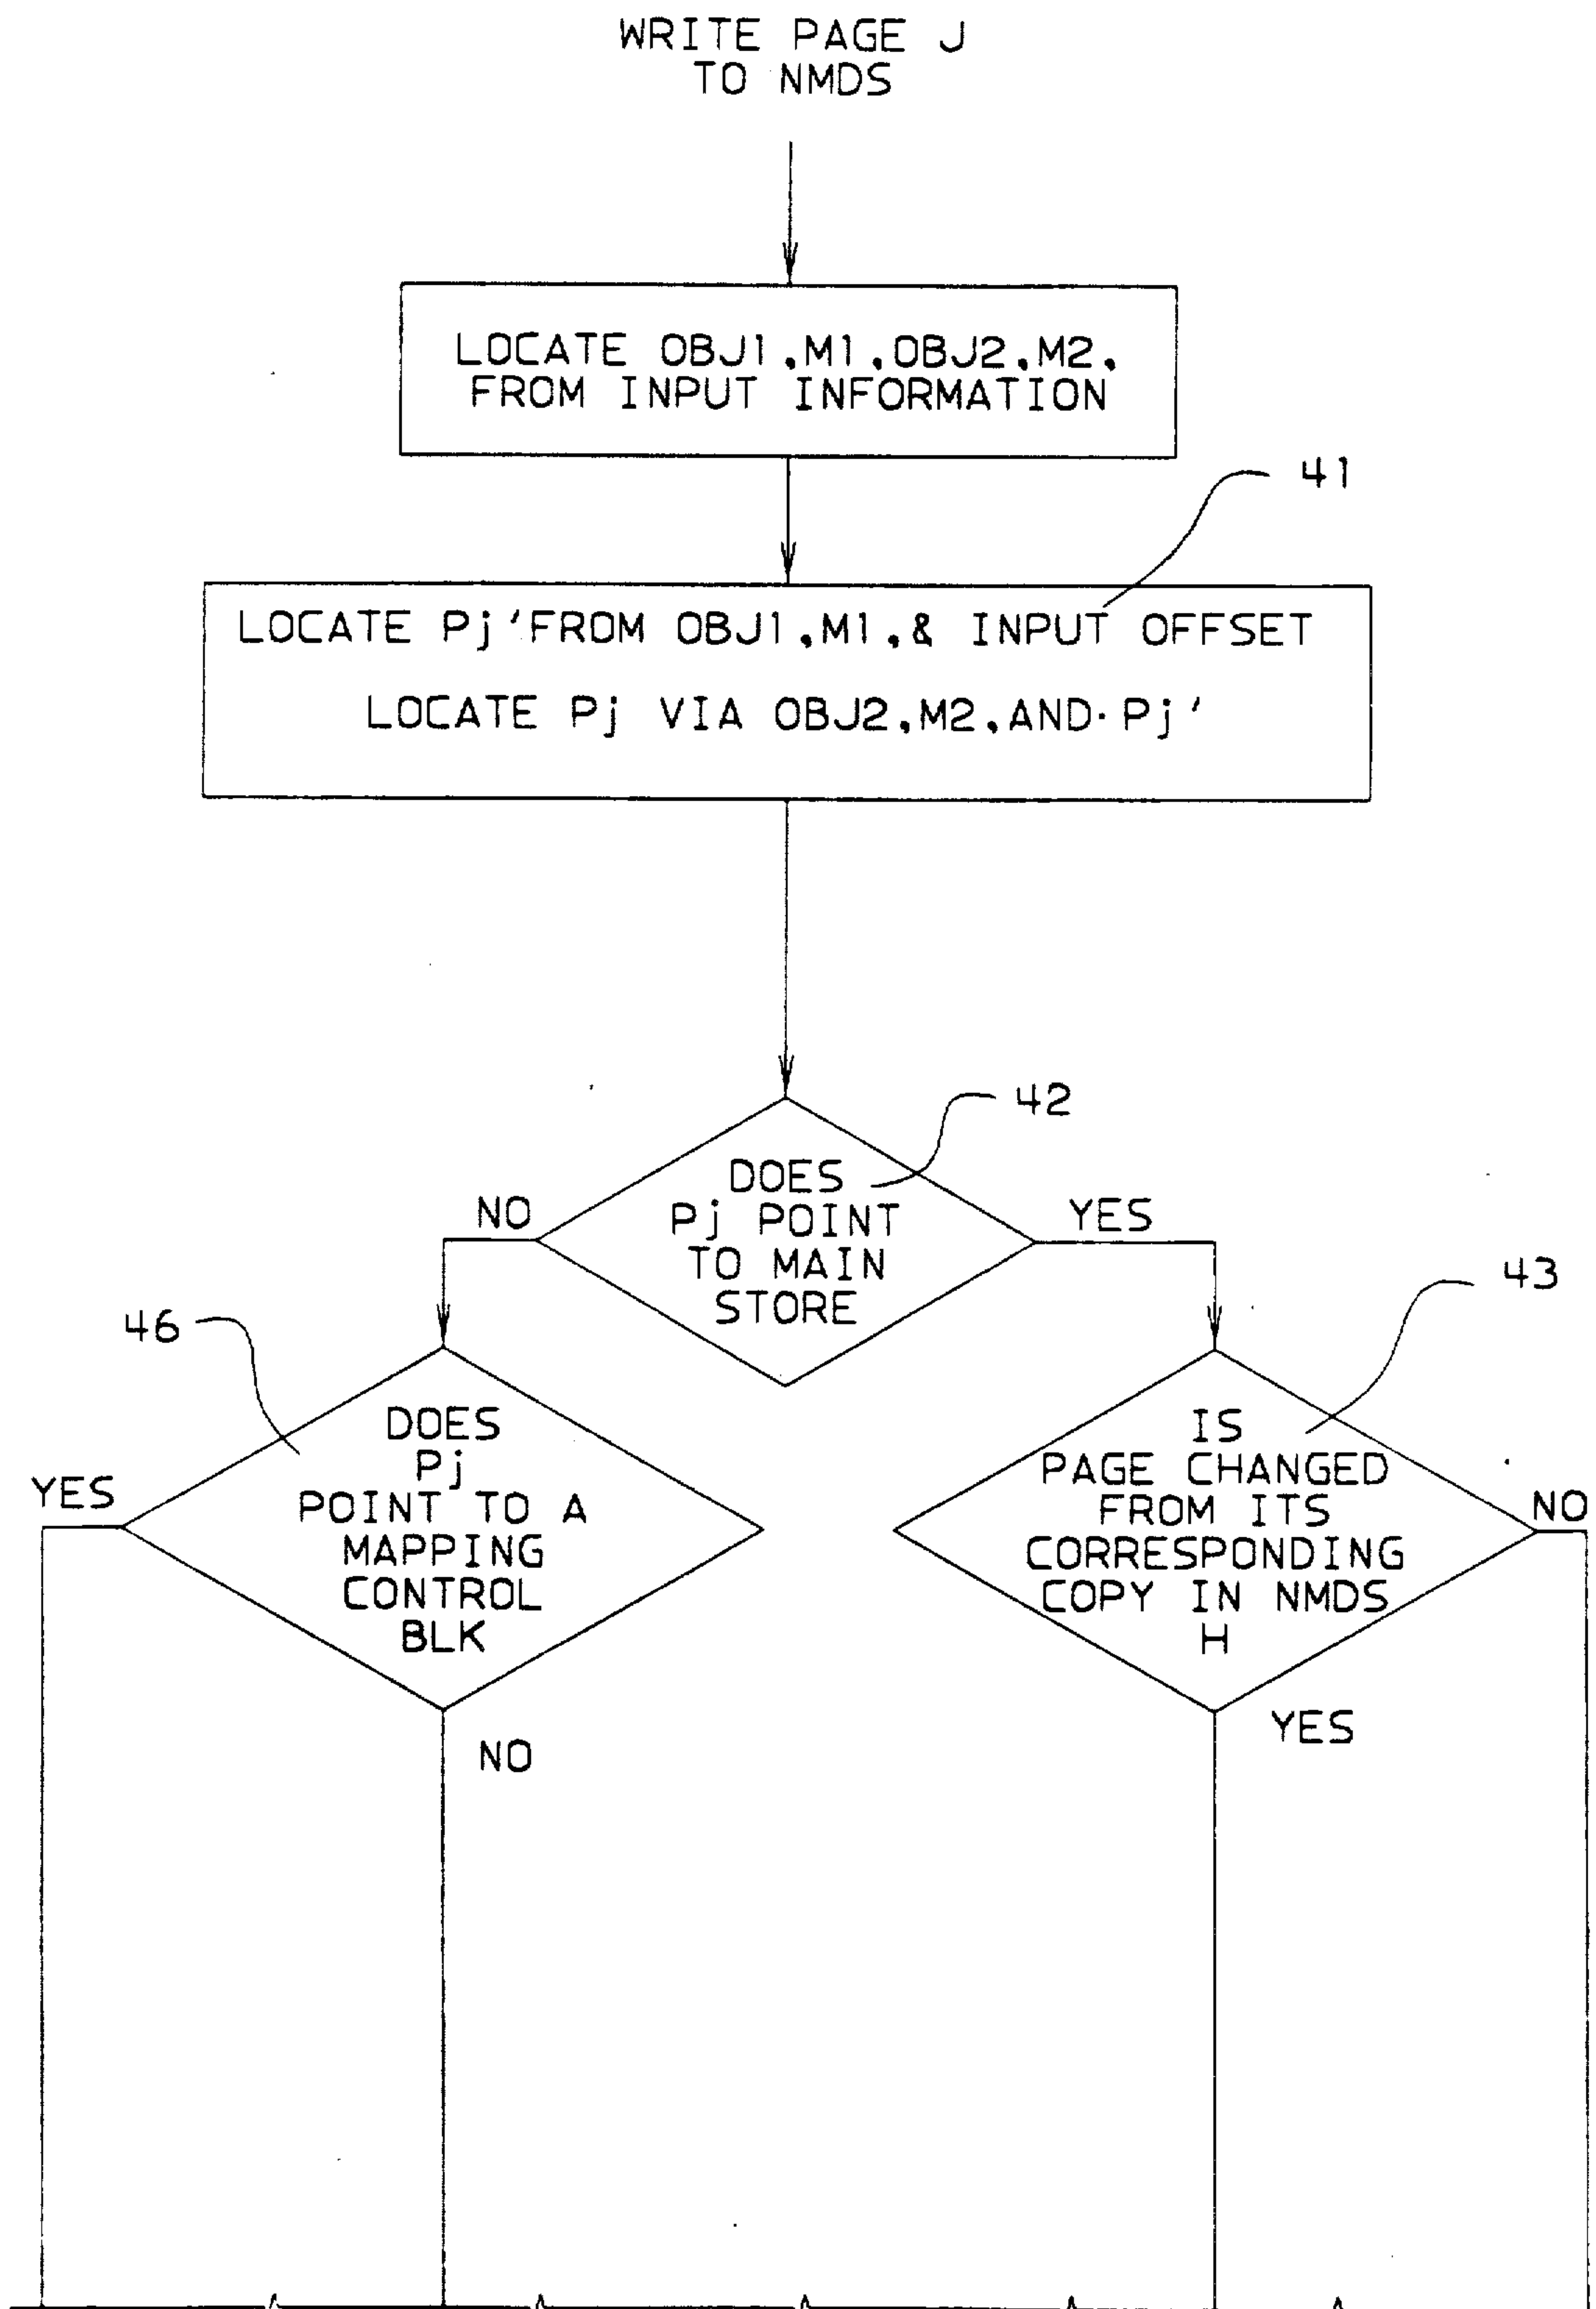 WRITE PAGE J
TO NMDS
LOCATE OBJ1,M1,OBJ2,M2,
FROM INPUT INFORMATION
41
LOCATE Pj'FROM OBJ1,M1,& INPUT OFFSET
LOCATE Pj VIA OBJ2,M2,AND Pj'
42
DOES
Pj POINT
TO MAIN
STORE
NO
YES
46
43
DOES
Pj
POINT TO A
MAPPING
CONTROL
BLK
YES
NO
IS
PAGE CHANGED
FROM ITS
CORRESPONDING
COPY IN NMDS
H
NO
YES